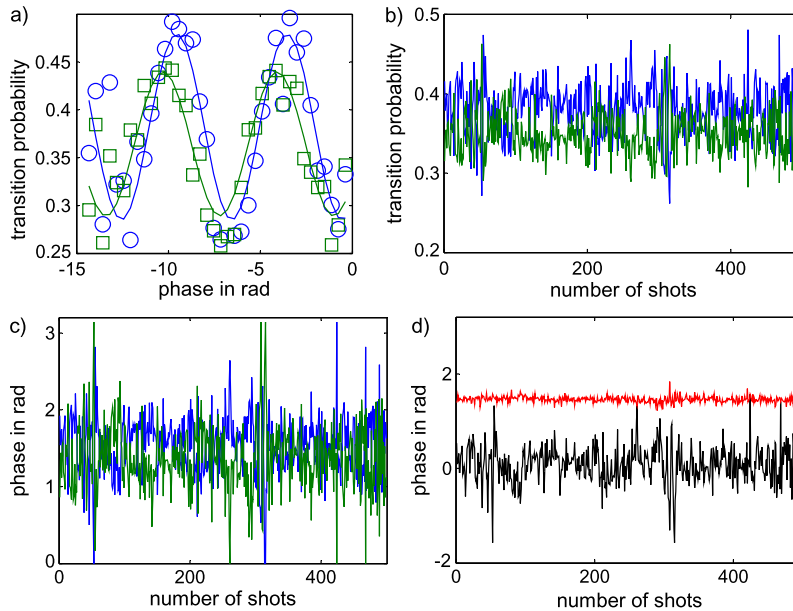 a)
transition probability
0.45
0.4
0.35
0.3
0.25
-15
-10
-5
0
phase in rad
b)
transition probability
0.5
0.4
0.3
0.2
0
200
400
number of shots
c)
phase in rad
3
2
1
0
0
200
400
number of shots
d)
phase in rad
2
0
-2
0
200
400
number of shots